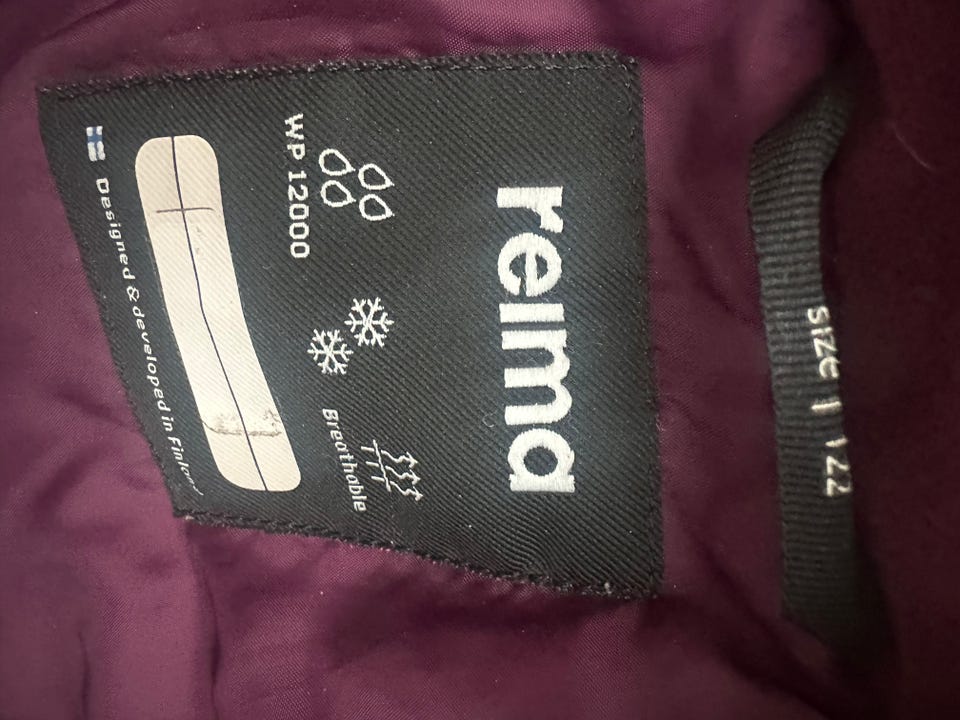 SIZE | 122
reima
WP 12000
Breathable
Designed & developed in Finland